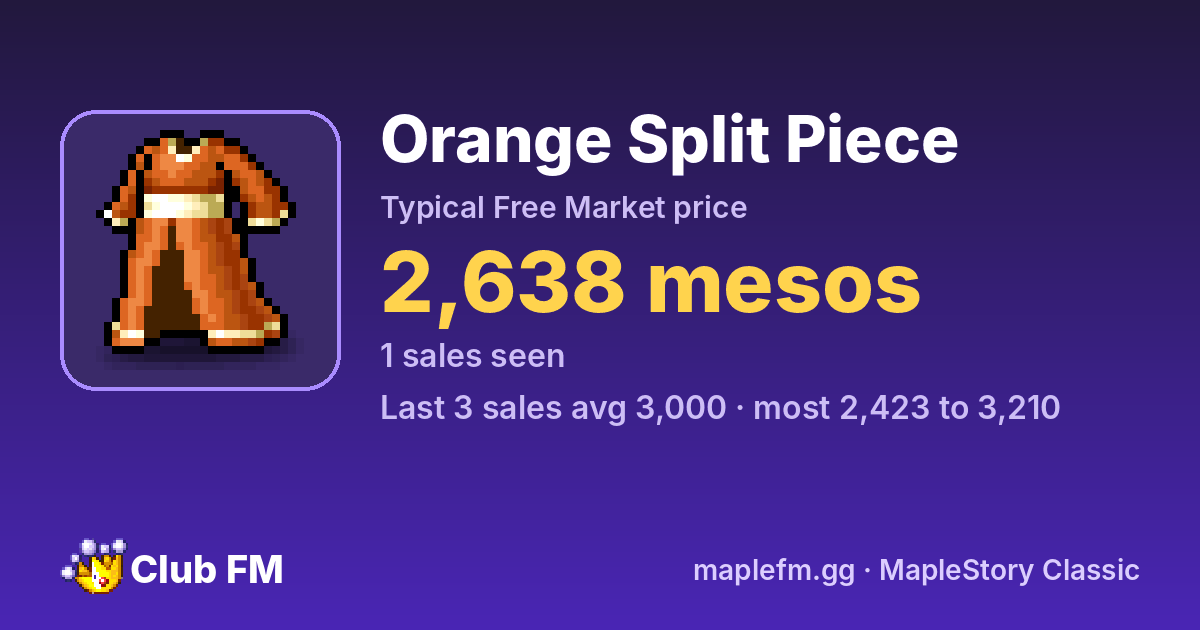 Orange Split Piece
Typical Free Market price
2,638 mesos
1 sales seen
Last 3 sales avg 3,000 · most 2,423 to 3,210
Club FM
maplefm.gg · MapleStory Classic